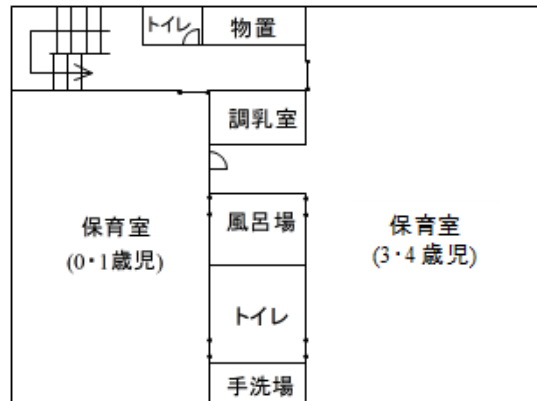 トイレ
物置
調乳室
保育室
(0・1歳児)
風呂場
保育室
(3・4歳児)
トイレ
手洗場